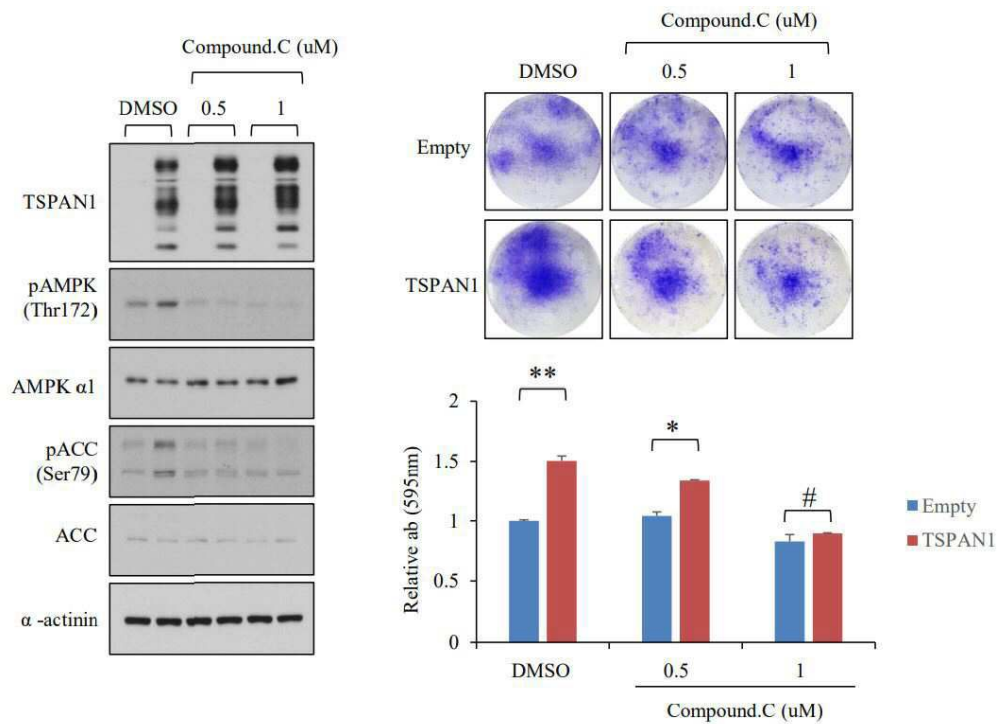 Compound.C (uM)
DMSO 0.5 1
TSPAN1
pAMPK
(Thr172)
AMPK α1
pACC
(Ser79)
ACC
α -actinin
Compound.C (uM)
DMSO 0.5 1
Empty
TSPAN1
**
*
#
2
1.5
1
0.5
0
Relative ab (595nm)
Empty
TSPAN1
DMSO 0.5 1
Compound.C (uM)